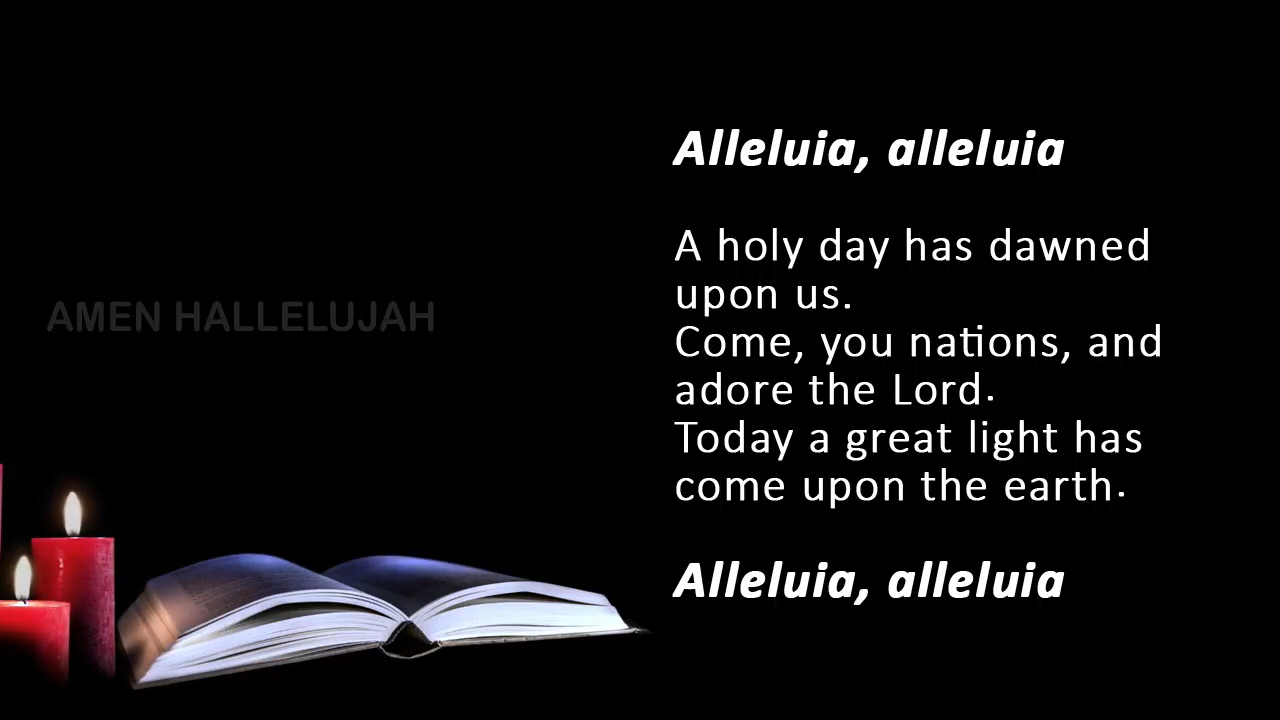 Alleluia, alleluia
A holy day has dawned
upon us.
Come, you nations, and
adore the Lord.
Today a great light has
come upon the earth.
Alleluia, alleluia
AMEN HALLELUJAH